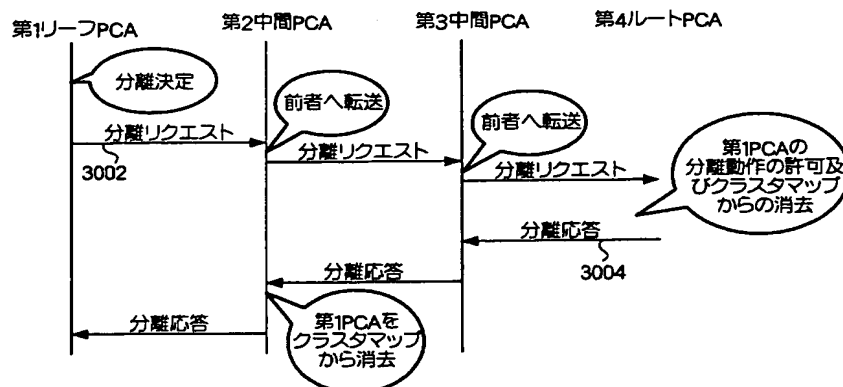 第1リーフPCA
第2中間PCA
第3中間PCA
第4ルートPCA
分離決定
前者へ転送
前者へ転送
分離リクエスト
3002
分離リクエスト
分離リクエスト
第1PCAの
分離動作の許可及
びクラスタマップ
からの消去
分離応答
3004
分離応答
分離応答
第1PCAを
クラスタマップ
から消去